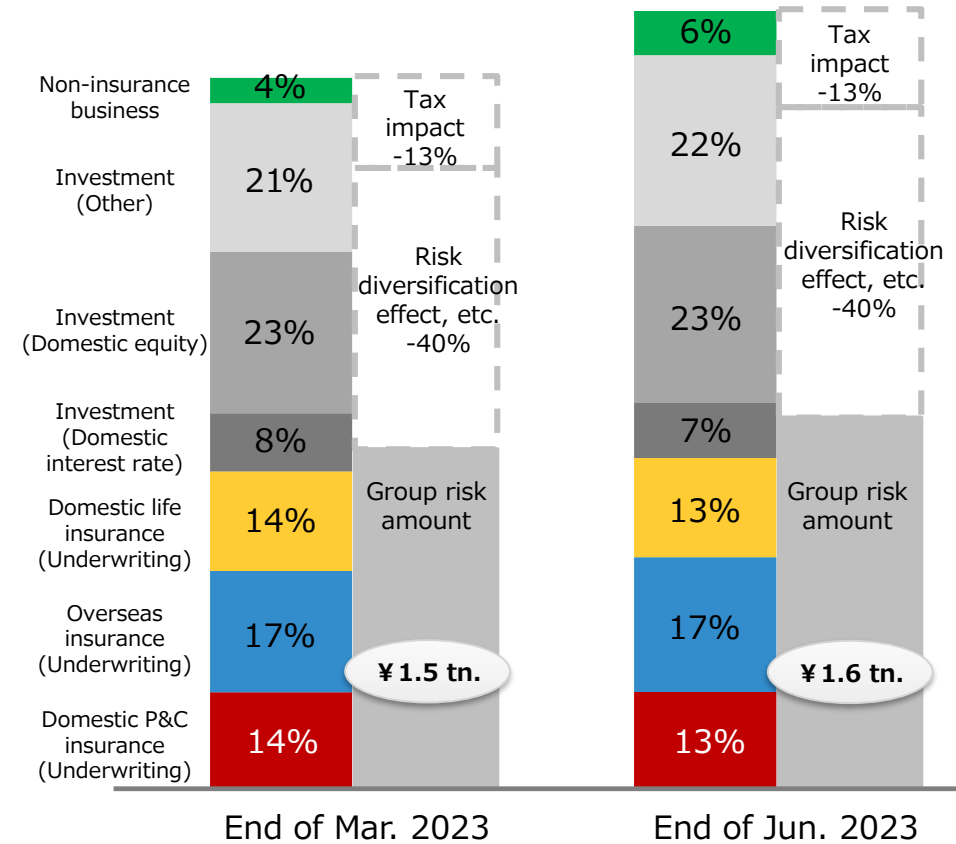 Non-insurance
business
4%
Tax
impact
-13%
6%
Tax
impact
-13%
Investment
(Other)
21%
22%
Risk
diversification
effect, etc.
-40%
Risk
diversification
effect, etc.
-40%
Investment
(Domestic equity)
23%
23%
Investment
(Domestic
interest rate)
8%
7%
Domestic life
insurance
(Underwriting)
14%
Group risk
amount
13%
Group risk
amount
Overseas
insurance
(Underwriting)
17%
¥1.5 tn.
17%
¥1.6 tn.
Domestic P&C
insurance
(Underwriting)
14%
13%
End of Mar. 2023
End of Jun. 2023